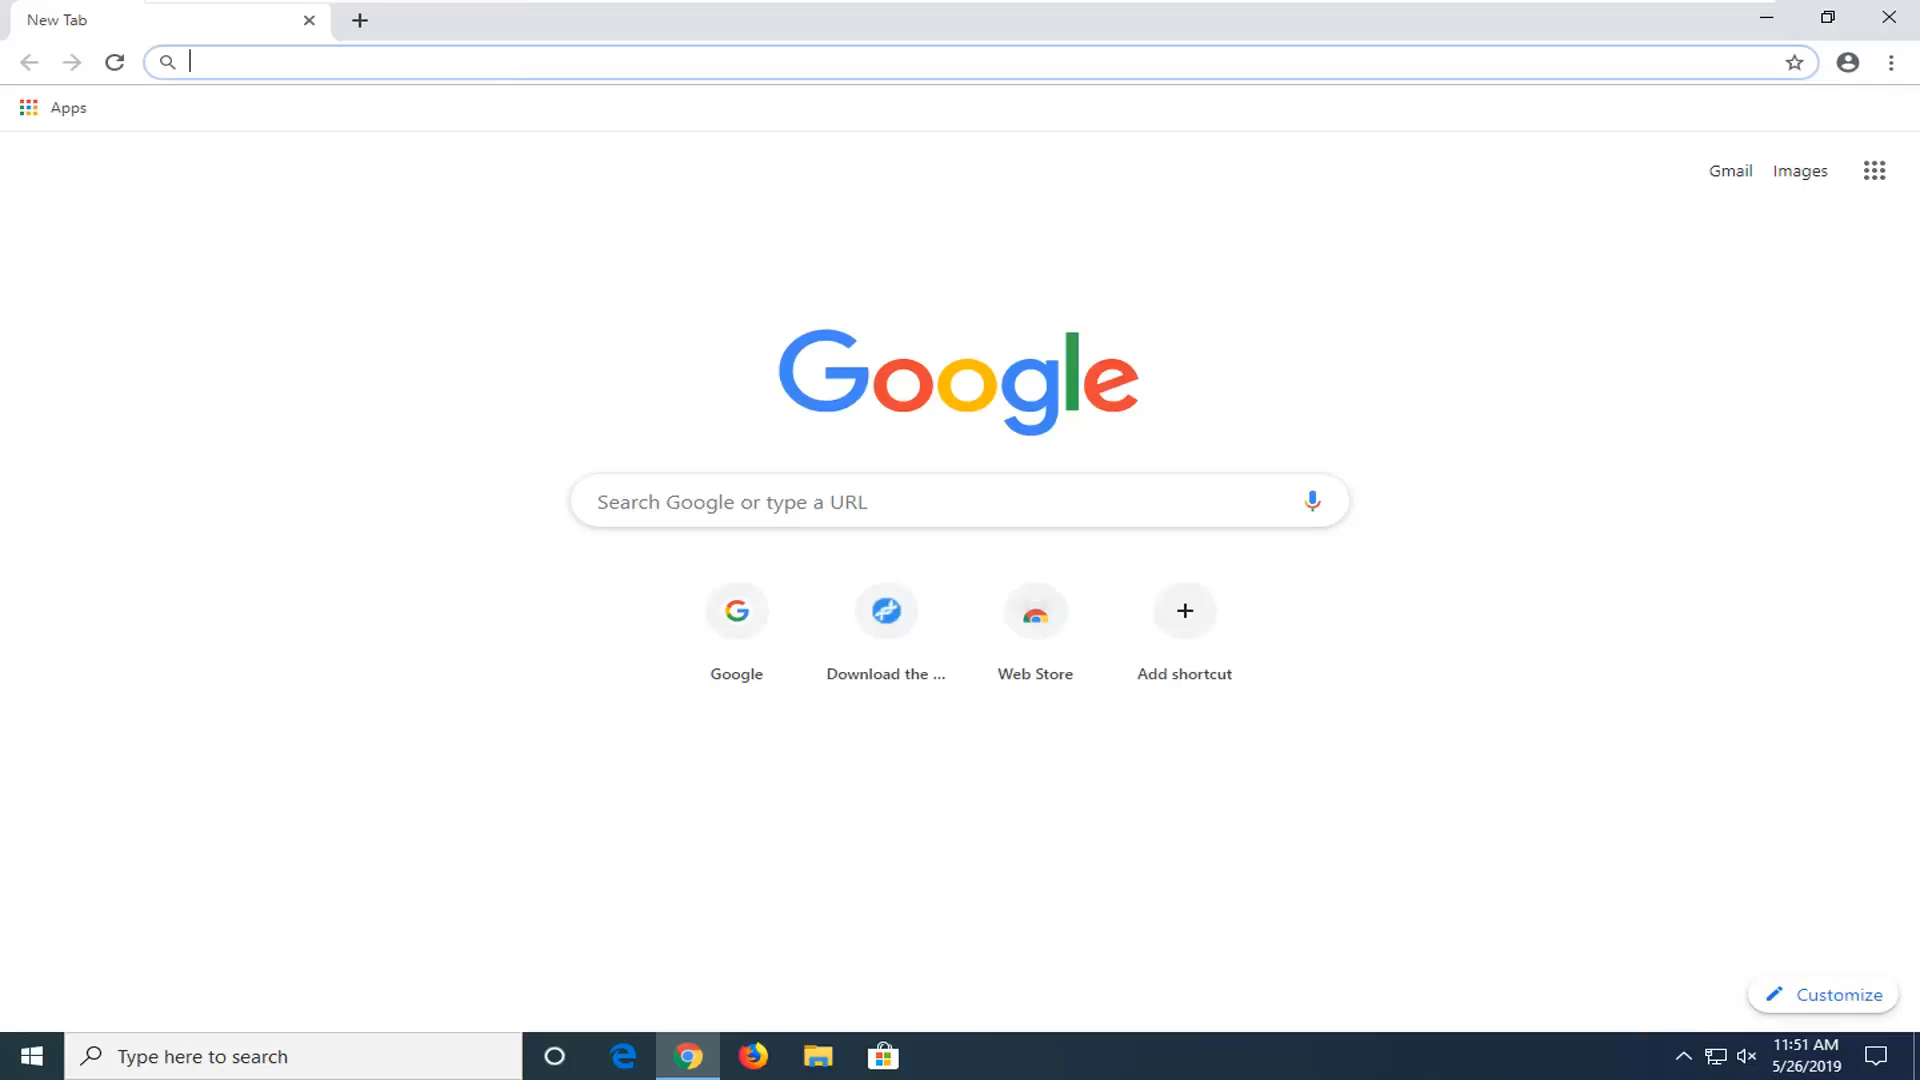 New Tab
Apps
Gmail Images
Google
Search Google or type a URL
Google Download the ... Web Store Add shortcut
Customize
Type here to search
11:51 AM
5/26/2019